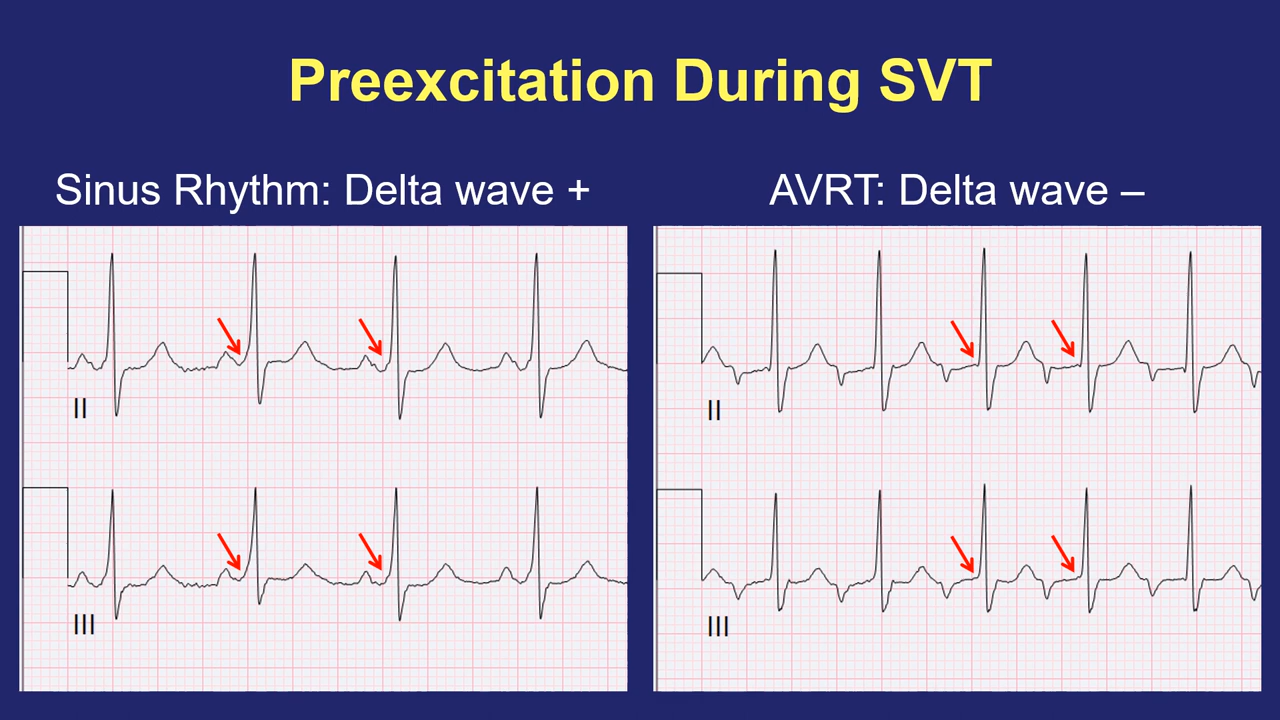 Preexcitation During SVT
Sinus Rhythm: Delta wave +
AVRT: Delta wave –
II
II
III
III